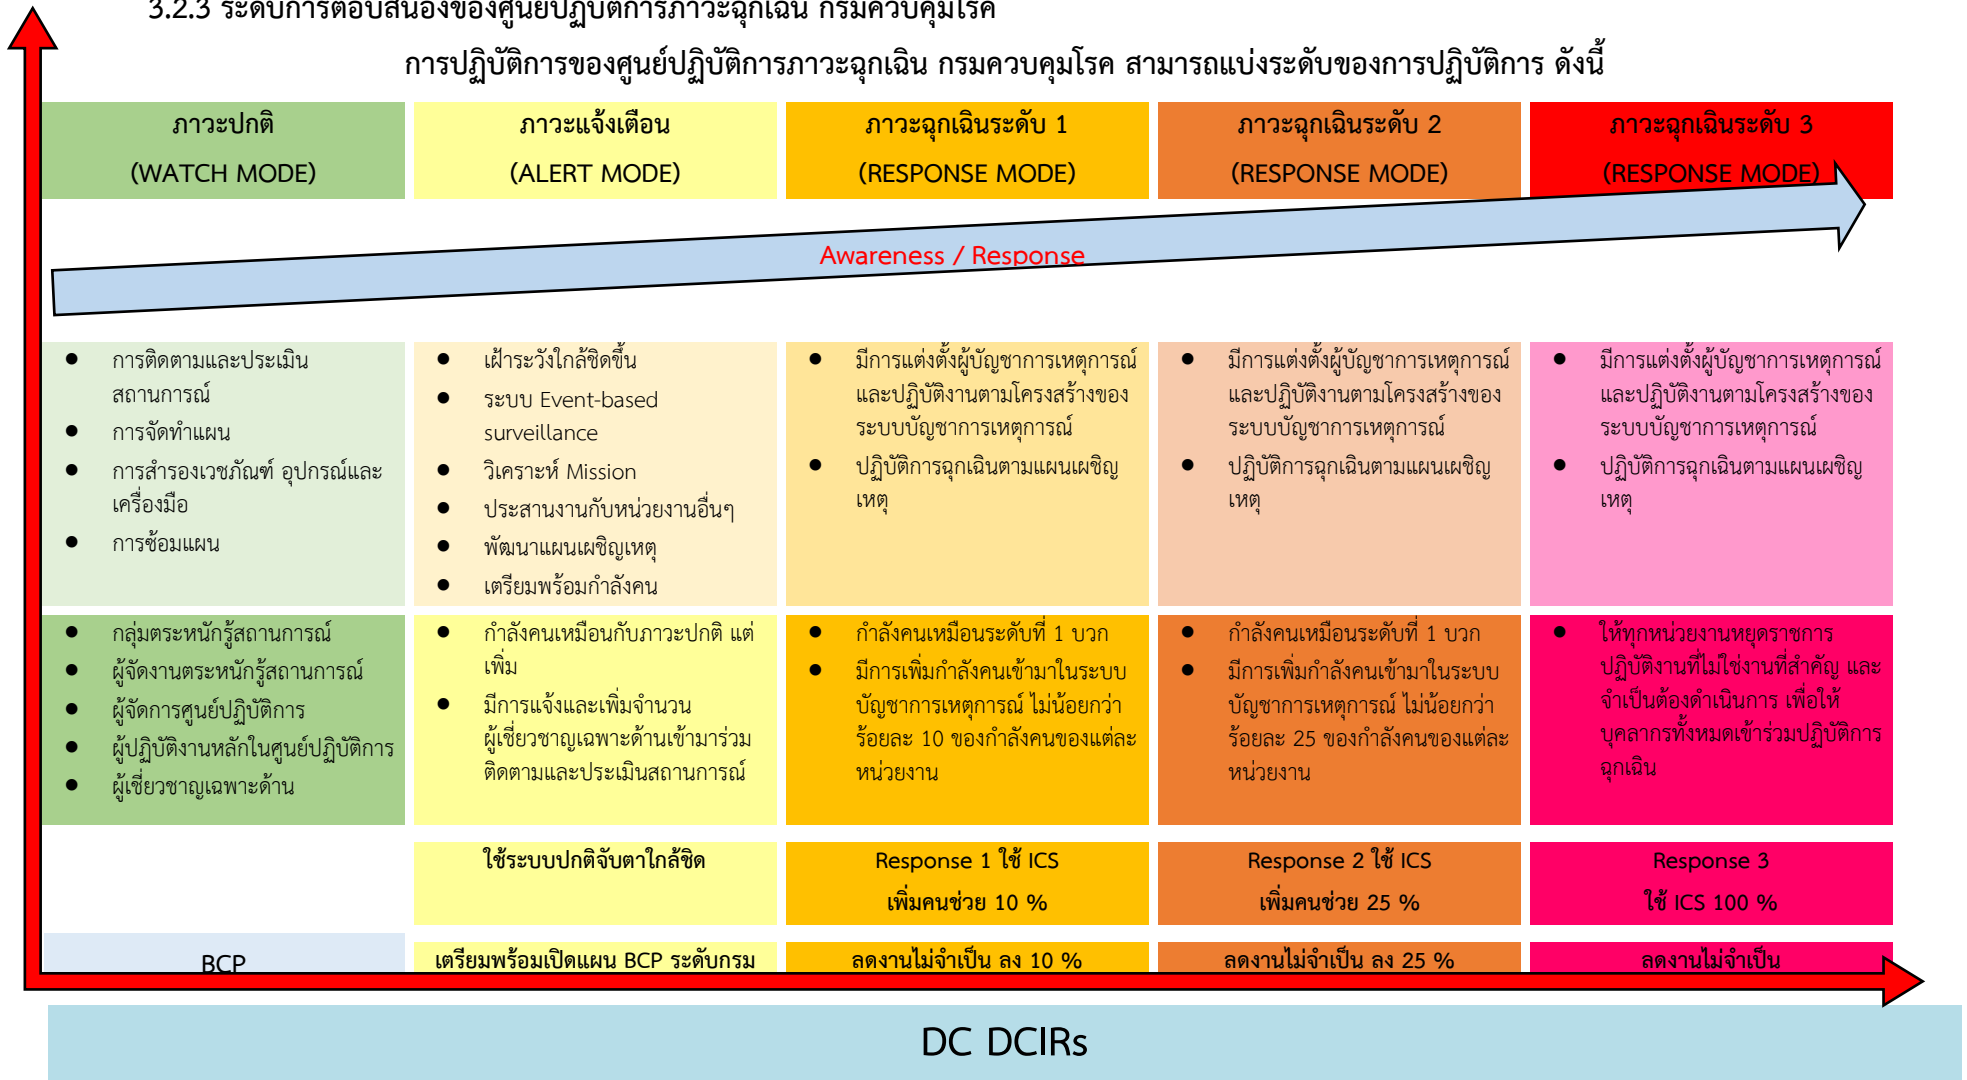 3.2.3 ระดับการตอบสนองของศูนย์ปฏิบัติการภาวะฉุกเฉิน กรมควบคุมโรค
การปฏิบัติการของศูนย์ปฏิบัติการภาวะฉุกเฉิน กรมควบคุมโรค สามารถแบ่งระดับของการปฏิบัติการ ดังนี้
ภาวะปกติ
(WATCH MODE)
ภาวะแจ้งเตือน
(ALERT MODE)
ภาวะฉุกเฉินระดับ 1
(RESPONSE MODE)
ภาวะฉุกเฉินระดับ 2
(RESPONSE MODE)
ภาวะฉุกเฉินระดับ 3
(RESPONSE MODE)
Awareness / Response
● การติดตามและประเมิน
สถานการณ์
● การจัดทำแผน
● การสำรองเวชภัณฑ์ อุปกรณ์และ
เครื่องมือ
● การซ้อมแผน
● เฝ้าระวังใกล้ชิดขึ้น
● ระบบ Event-based
surveillance
● วิเคราะห์ Mission
● ประสานงานกับหน่วยงานอื่นๆ
● พัฒนาแผนเผชิญเหตุ
● เตรียมพร้อมกำลังคน
● มีการแต่งตั้งผู้บัญชาการเหตุการณ์
และปฏิบัติงานตามโครงสร้างของ
ระบบบัญชาการเหตุการณ์
● ปฏิบัติการฉุกเฉินตามแผนเผชิญ
เหตุ
● มีการแต่งตั้งผู้บัญชาการเหตุการณ์
และปฏิบัติงานตามโครงสร้างของ
ระบบบัญชาการเหตุการณ์
● ปฏิบัติการฉุกเฉินตามแผนเผชิญ
เหตุ
● มีการแต่งตั้งผู้บัญชาการเหตุการณ์
และปฏิบัติงานตามโครงสร้างของ
ระบบบัญชาการเหตุการณ์
● ปฏิบัติการฉุกเฉินตามแผนเผชิญ
เหตุ
● กลุ่มตระหนักรู้สถานการณ์
● ผู้จัดงานตระหนักรู้สถานการณ์
● ผู้จัดการศูนย์ปฏิบัติการ
● ผู้ปฏิบัติงานหลักในศูนย์ปฏิบัติการ
● ผู้เชี่ยวชาญเฉพาะด้าน
● กำลังคนเหมือนกับภาวะปกติ แต่
เพิ่ม
● มีการแจ้งและเพิ่มจำนวน
ผู้เชี่ยวชาญเฉพาะด้านเข้ามาร่วม
ติดตามและประเมินสถานการณ์
● กำลังคนเหมือนระดับที่ 1 บวก
● มีการเพิ่มกำลังคนเข้ามาในระบบ
บัญชาการเหตุการณ์ ไม่น้อยกว่า
ร้อยละ 10 ของกำลังคนของแต่ละ
หน่วยงาน
● กำลังคนเหมือนระดับที่ 1 บวก
● มีการเพิ่มกำลังคนเข้ามาในระบบ
บัญชาการเหตุการณ์ ไม่น้อยกว่า
ร้อยละ 25 ของกำลังคนของแต่ละ
หน่วยงาน
● ให้ทุกหน่วยงานหยุดราชการ
ปฏิบัติงานที่ไม่ใช่งานที่สำคัญ และ
จำเป็นต้องดำเนินการ เพื่อให้
บุคลากรทั้งหมดเข้าร่วมปฏิบัติการ
ฉุกเฉิน
ใช้ระบบปกติจับตาใกล้ชิด
Response 1 ใช้ ICS
เพิ่มคนช่วย 10 %
Response 2 ใช้ ICS
เพิ่มคนช่วย 25 %
Response 3
ใช้ ICS 100 %
BCP
เตรียมพร้อมเปิดแผน BCP ระดับกรม
ลดงานไม่จำเป็น ลง 10 %
ลดงานไม่จำเป็น ลง 25 %
ลดงานไม่จำเป็น
DC DCIRs